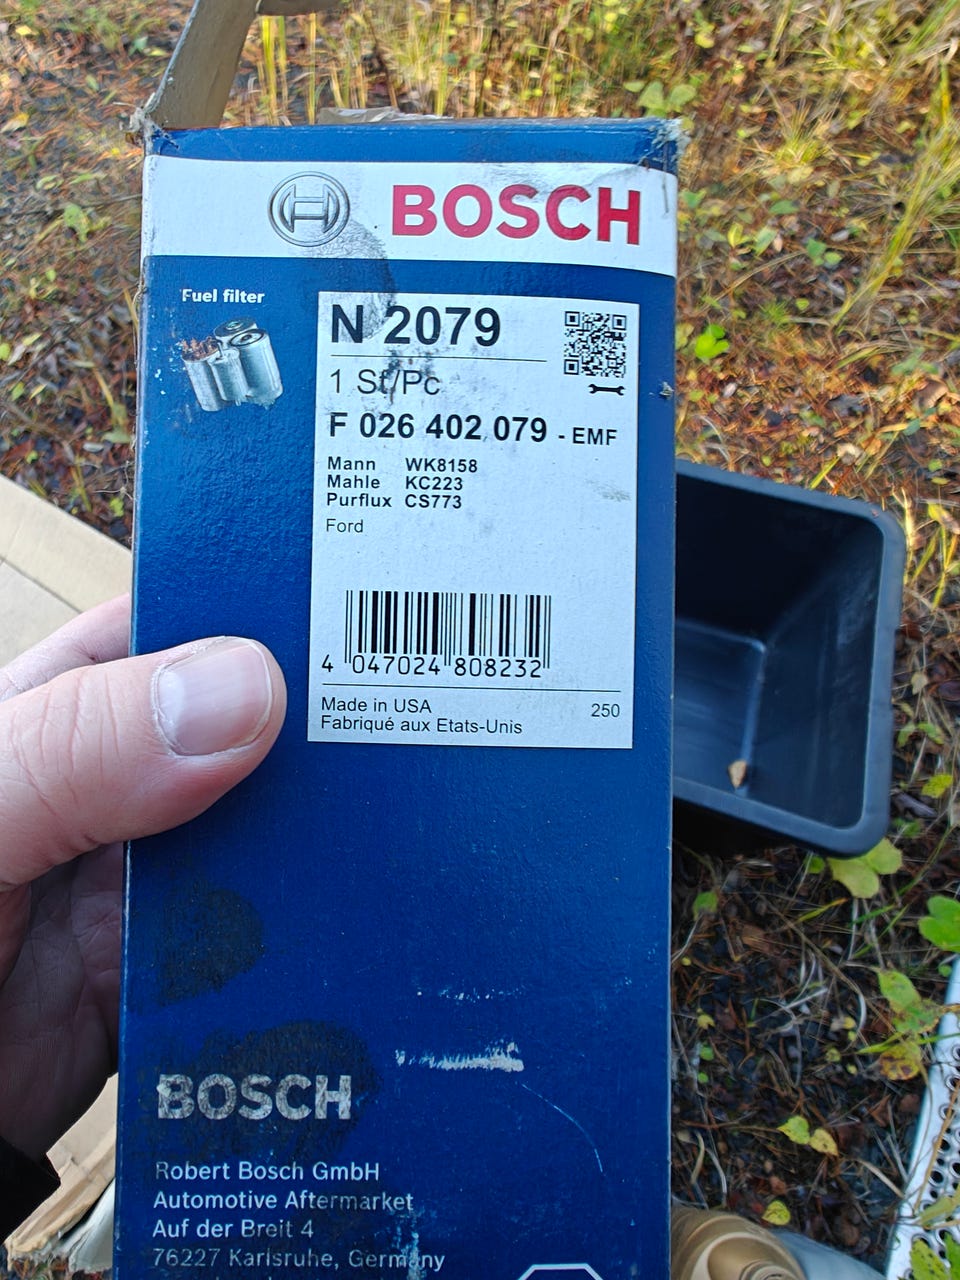 BOSCH
Fuel filter
N 2079
1 St/Pc
F 026 402 079 - EMF
Mann WK8158
Mahle KC223
Purflux CS773
Ford
4 047024 808232
Made in USA
250
Fabriqué aux Etats-Unis
BOSCH
Robert Bosch GmbH
Automotive Aftermarket
Auf der Breit 4
76227 Karlsruhe, Germany